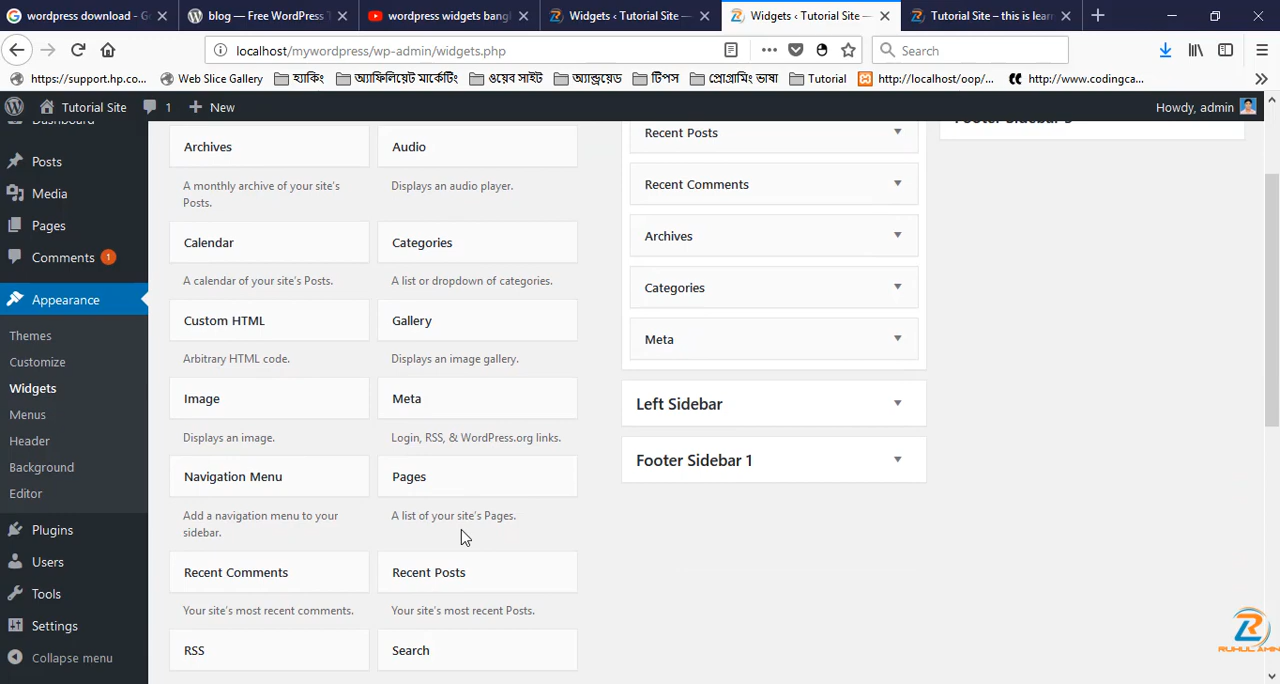 wordpress download - Go
blog — Free WordPress T
wordpress widgets bangl
Widgets ‹ Tutorial Site —
Widgets ‹ Tutorial Site —
Tutorial Site – this is lear
localhost/mywordpress/wp-admin/widgets.php
Search
https://support.hp.co...
Web Slice Gallery
হ্যাকিং
অ্যাফিলিয়েট মার্কেটিং
ওয়েব সাইট
অ্যান্ড্রয়েড
টিপস
প্রোগ্রামিং ভাষা
Tutorial
http://localhost/oop/...
http://www.codingca...
Tutorial Site
1
New
Howdy, admin
Dashboard
Posts
Media
Pages
Comments 1
Appearance
Themes
Customize
Widgets
Menus
Header
Background
Editor
Plugins
Users
Tools
Settings
Collapse menu
Archives
A monthly archive of your site's
Posts.
Audio
Displays an audio player.
Calendar
A calendar of your site's Posts.
Categories
A list or dropdown of categories.
Custom HTML
Arbitrary HTML code.
Gallery
Displays an image gallery.
Image
Displays an image.
Meta
Login, RSS, & WordPress.org links.
Navigation Menu
Add a navigation menu to your
sidebar.
Pages
A list of your site's Pages.
Recent Comments
Your site's most recent comments.
Recent Posts
Your site's most recent Posts.
RSS
Search
Recent Posts
Recent Comments
Archives
Categories
Meta
Left Sidebar
Footer Sidebar 1
RUHUL AMIN